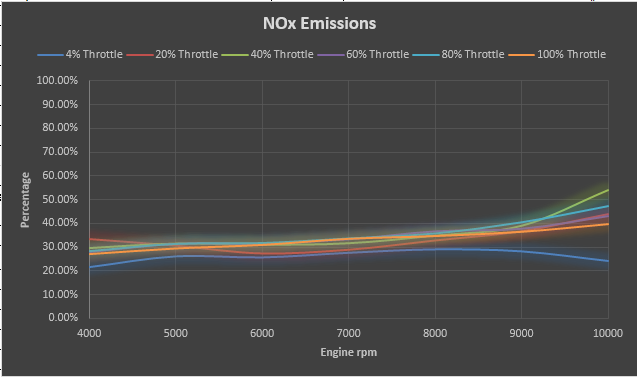 NOx Emissions
4% Throttle 20% Throttle 40% Throttle 60% Throttle 80% Throttle 100% Throttle
100.00%
90.00%
80.00%
70.00%
60.00%
50.00%
40.00%
30.00%
20.00%
10.00%
0.00%
Percentage
4000 5000 6000 7000 8000 9000 10000
Engine rpm